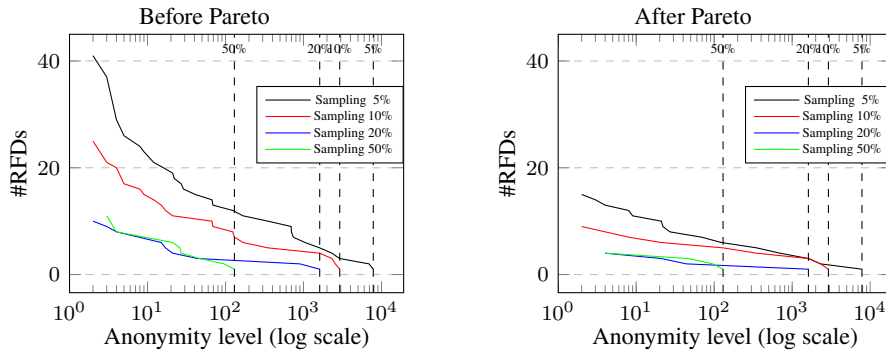 Before Pareto
50%
20%
10%
5%
40
20
0
#RFDs
Sampling 5%
Sampling 10%
Sampling 20%
Sampling 50%
10^0
10^1
10^2
10^3
10^4
Anonymity level (log scale)
After Pareto
50%
20%
10%
5%
40
20
0
#RFDs
Sampling 5%
Sampling 10%
Sampling 20%
Sampling 50%
10^0
10^1
10^2
10^3
10^4
Anonymity level (log scale)